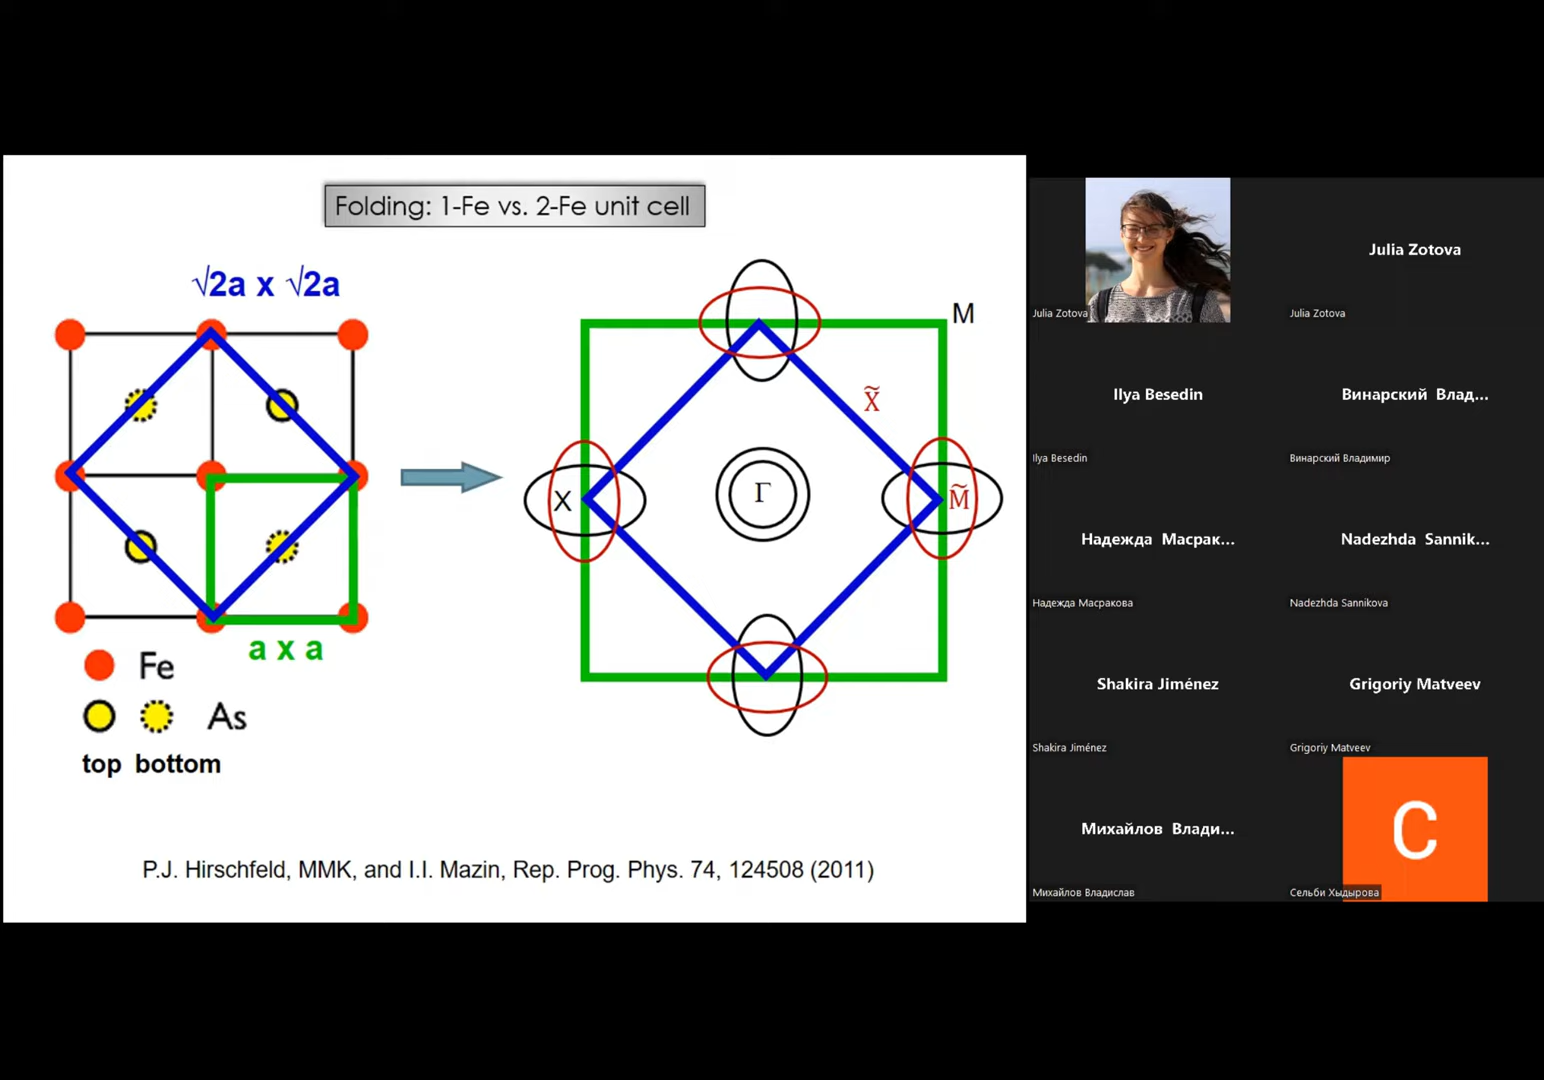 Folding: 1-Fe vs. 2-Fe unit cell
√2a x √2a
a x a
Fe
As
top bottom
M
X̃
Γ
X
M̃
P.J. Hirschfeld, MMK, and I.I. Mazin, Rep. Prog. Phys. 74, 124508 (2011)
Julia Zotova
Julia Zotova
Julia Zotova
Ilya Besedin
Винарский Влад...
Ilya Besedin
Винарский Владимир
Надежда Масрак...
Nadezhda Sannik...
Надежда Масракова
Nadezhda Sannikova
Shakira Jiménez
Grigoriy Matveev
Shakira Jiménez
Grigoriy Matveev
Михайлов Влади...
С
Михайлов Владислав
Сельби Хыдырова